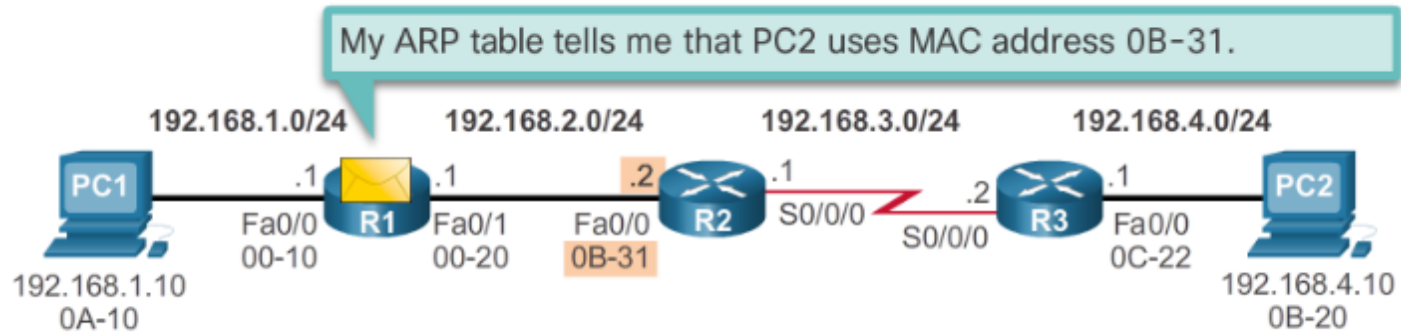 My ARP table tells me that PC2 uses MAC address 0B-31.
192.168.1.0/24 192.168.2.0/24 192.168.3.0/24 192.168.4.0/24
PC1 .1 .1 .2 .1 .2 .1 PC2
Fa0/0 R1 Fa0/1 Fa0/0 R2 S0/0/0 S0/0/0 R3 Fa0/0
00-10 00-20 0B-31 0C-22
192.168.1.10 192.168.4.10
0A-10 0B-20